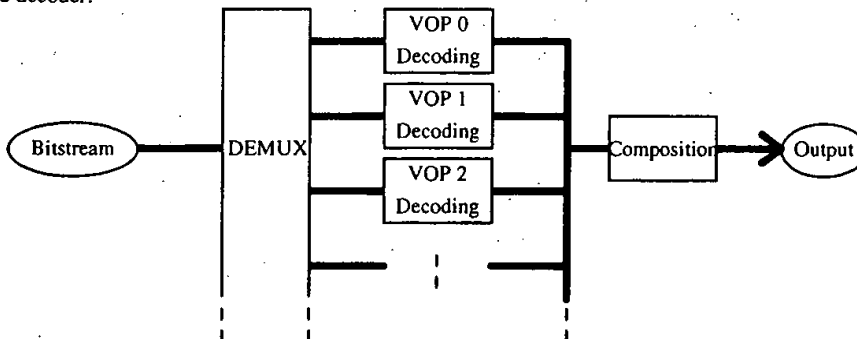 decoder.
VOP 0
Decoding
VOP 1
Decoding
Bitstream
DEMUX
Composition
Output
VOP 2
Decoding